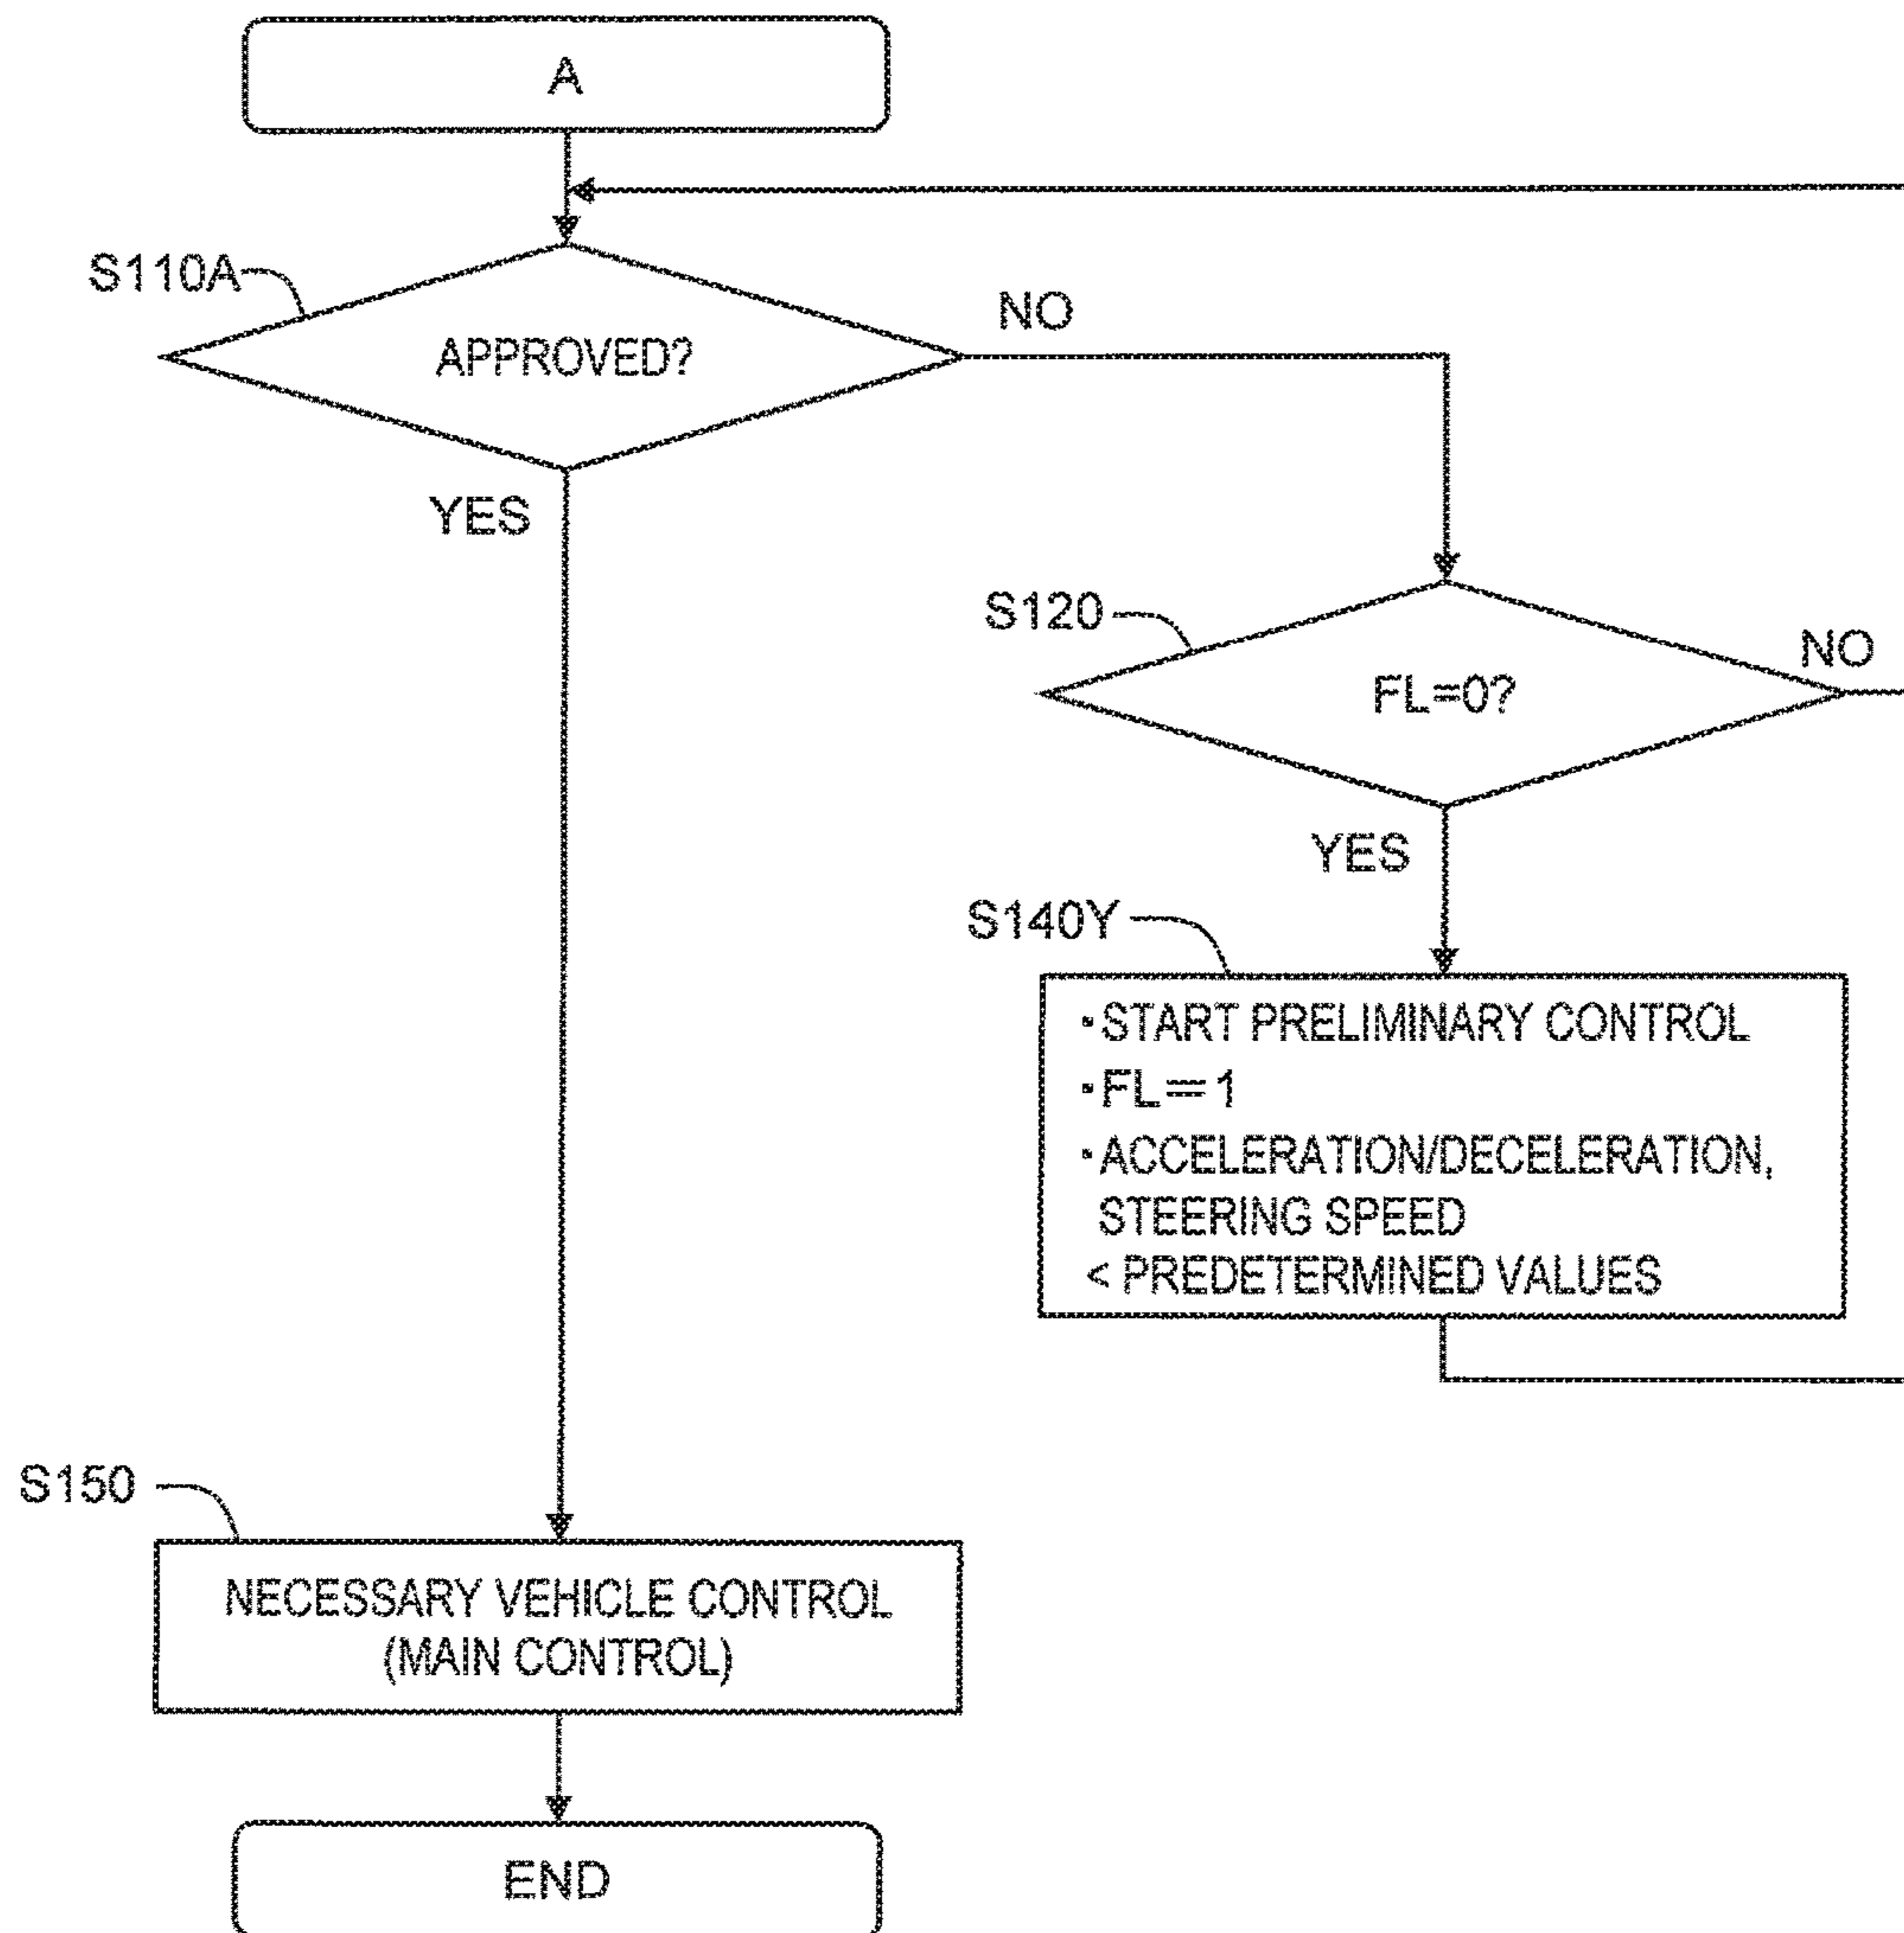 A
S110A
APPROVED?
NO
YES
S120
FL=0?
NO
YES
S140Y
・START PRELIMINARY CONTROL
・FL=1
・ACCELERATION/DECELERATION,
STEERING SPEED
< PREDETERMINED VALUES
S150
NECESSARY VEHICLE CONTROL
(MAIN CONTROL)
END